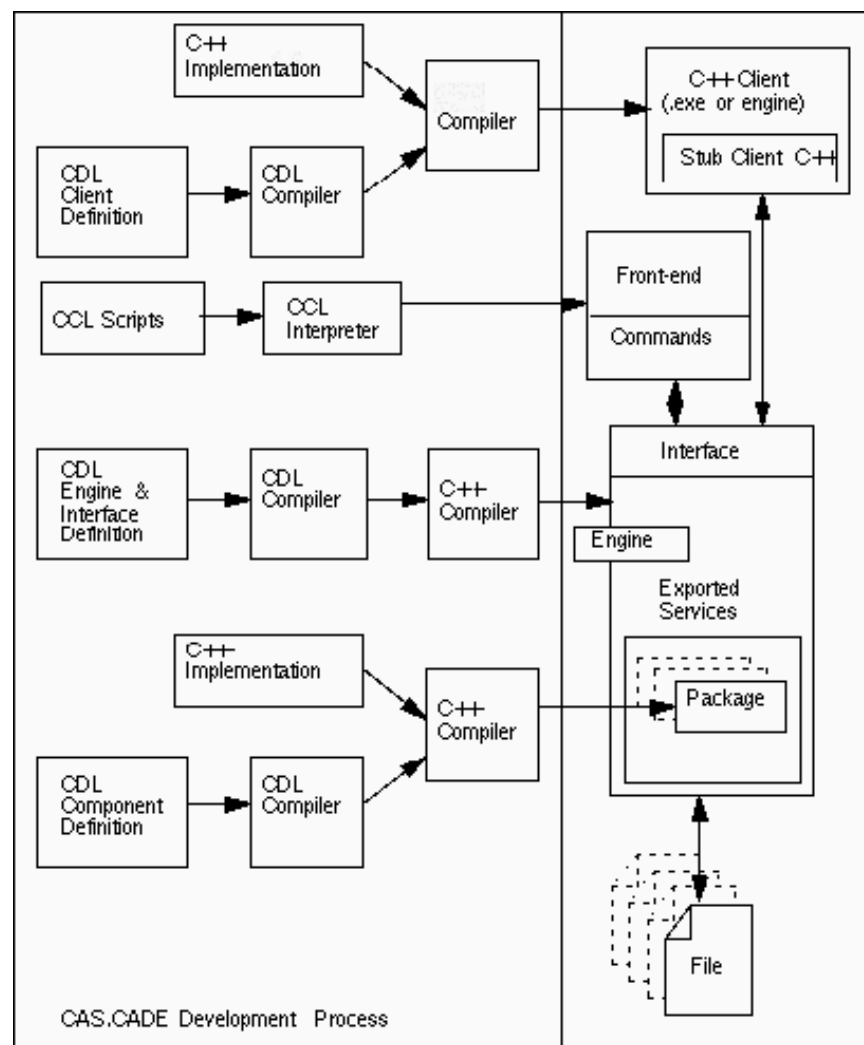 C++
Implementation
Compiler
C++ Client
(.exe or engine)
Stub Client C++
CDL
Client
Definition
CDL
Compiler
Front-end
Commands
CCL Scripts
CCL
Interpreter
Interface
CDL
Engine &
Interface
Definition
CDL
Compiler
C++
Compiler
Engine
Exported
Services
C++
Implementation
C++
Compiler
Package
CDL
Component
Definition
CDL
Compiler
File
CAS.CADE Development Process